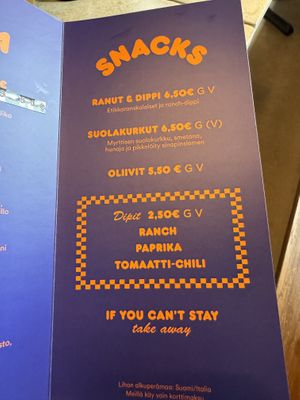 SNACKS
RANUT & DIPPI 6,50€ G V
Etikkaranskalaiset ja ranch-dippi
SUOLAKURKUT 6,50€ G (V)
Myrttisen suolakurkku, smetana,
hunaja ja pikkelöity sinapinsiemen
OLIIVIT 5,50 € G V
Dipit 2,50€ G V
RANCH
PAPRIKA
TOMAATTI-CHILI
IF YOU CAN'T STAY
take away
Lihan alkuperämaa: Suomi/Italia
Meillä käy vain korttimaksu